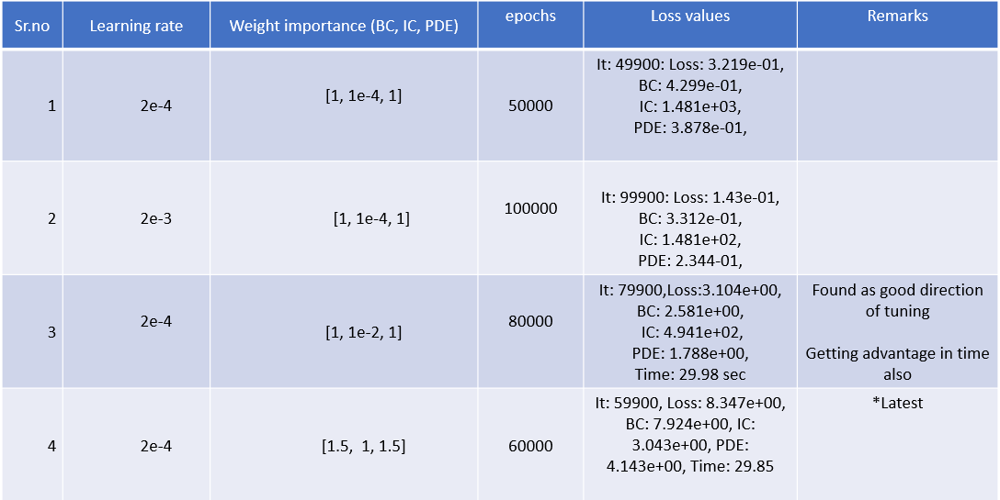 Sr.no
Learning rate
Weight importance (BC, IC, PDE)
epochs
Loss values
Remarks
1
2e-4
[1, 1e-4, 1]
50000
It: 49900: Loss: 3.219e-01,
BC: 4.299e-01,
IC: 1.481e+03,
PDE: 3.878e-01,
2
2e-3
[1, 1e-4, 1]
100000
It: 99900: Loss: 1.43e-01,
BC: 3.312e-01,
IC: 1.481e+02,
PDE: 2.344-01,
3
2e-4
[1, 1e-2, 1]
80000
It: 79900,Loss:3.104e+00,
BC: 2.581e+00,
IC: 4.941e+02,
PDE: 1.788e+00,
Time: 29.98 sec
Found as good direction
of tuning
Getting advantage in time
also
4
2e-4
[1.5, 1, 1.5]
60000
It: 59900, Loss: 8.347e+00,
BC: 7.924e+00, IC:
3.043e+00, PDE:
4.143e+00, Time: 29.85
*Latest